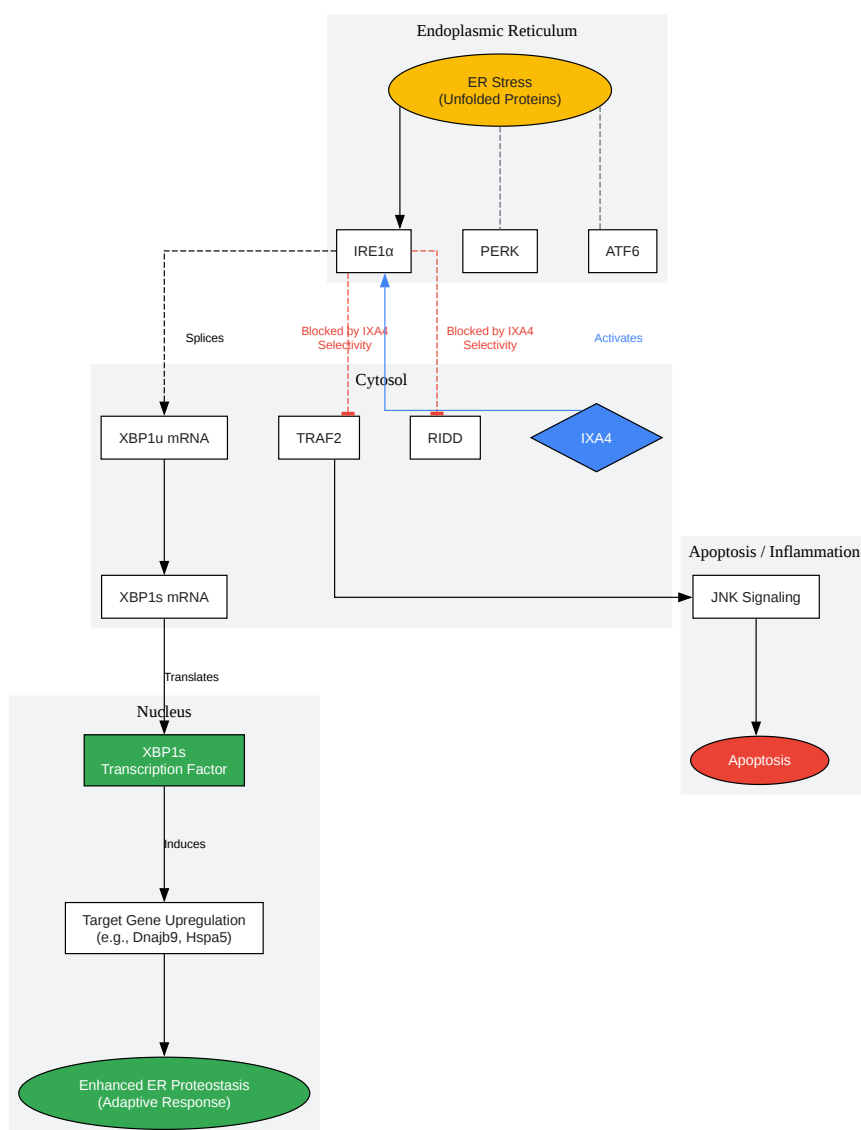 Endoplasmic Reticulum
ER Stress
(Unfolded Proteins)
IRE1α
PERK
ATF6
Splices
Blocked by IXA4
Selectivity
Blocked by IXA4
Selectivity
Activates
Cytosol
XBP1u mRNA
TRAF2
RIDD
IXA4
Apoptosis / Inflammation
XBP1s mRNA
JNK Signaling
Translates
Nucleus
XBP1s
Transcription Factor
Apoptosis
Induces
Target Gene Upregulation
(e.g., Dnajb9, Hspa5)
Enhanced ER Proteostasis
(Adaptive Response)